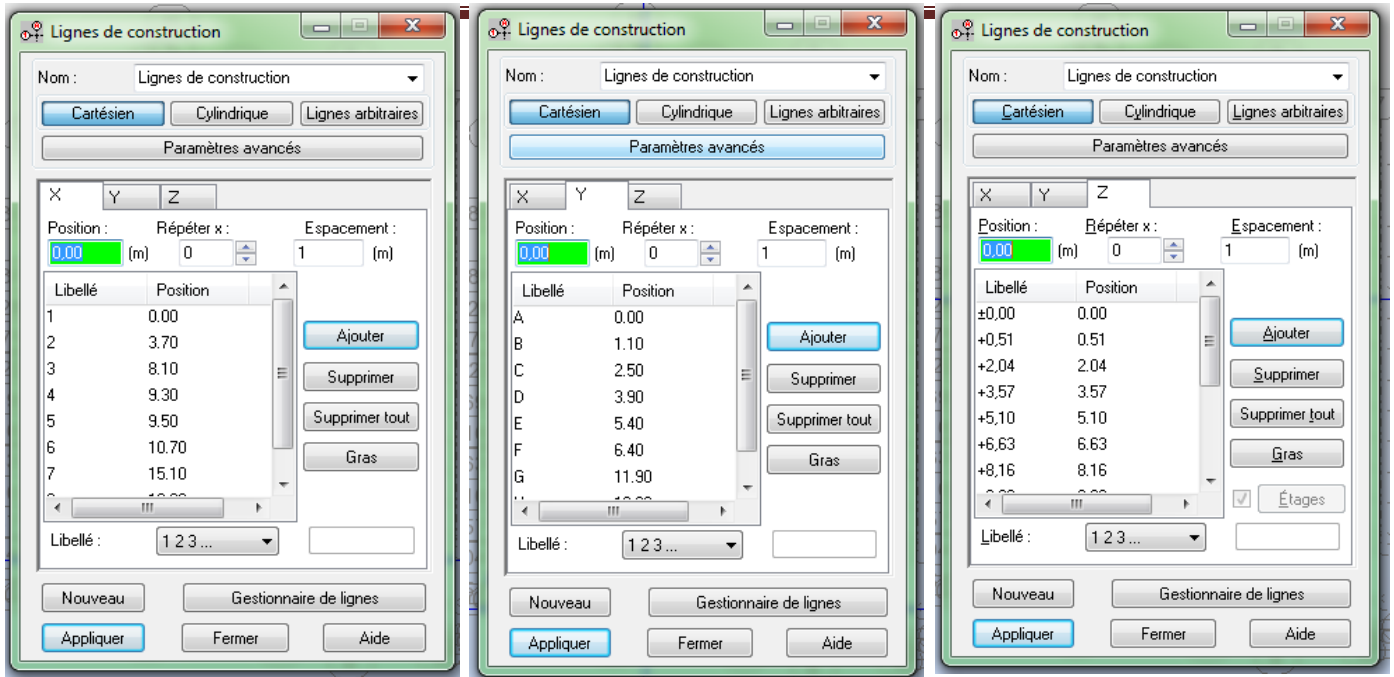 Lignes de construction
Nom : Lignes de construction
Cartésien Cylindrique Lignes arbitraires
Paramètres avancés
X Y Z
Position : Répéter x : Espacement :
0,00 (m) 0 1 (m)
Libellé Position
1 0.00
2 3.70
3 8.10
4 9.30
5 9.50
6 10.70
7 15.10
Ajouter
Supprimer
Supprimer tout
Gras
Libellé : 1 2 3 ...
Nouveau Gestionnaire de lignes
Appliquer Fermer Aide
Lignes de construction
Nom : Lignes de construction
Cartésien Cylindrique Lignes arbitraires
Paramètres avancés
X Y Z
Position : Répéter x : Espacement :
0,00 (m) 0 1 (m)
Libellé Position
A 0.00
B 1.10
C 2.50
D 3.90
E 5.40
F 6.40
G 11.90
Ajouter
Supprimer
Supprimer tout
Gras
Libellé : 1 2 3 ...
Nouveau Gestionnaire de lignes
Appliquer Fermer Aide
Lignes de construction
Nom : Lignes de construction
Cartésien Cylindrique Lignes arbitraires
Paramètres avancés
X Y Z
Position : Répéter x : Espacement :
0,00 (m) 0 1 (m)
Libellé Position
±0,00 0.00
+0,51 0.51
+2,04 2.04
+3,57 3.57
+5,10 5.10
+6,63 6.63
+8,16 8.16
Ajouter
Supprimer
Supprimer tout
Gras
Étages
Libellé : 1 2 3 ...
Nouveau Gestionnaire de lignes
Appliquer Fermer Aide